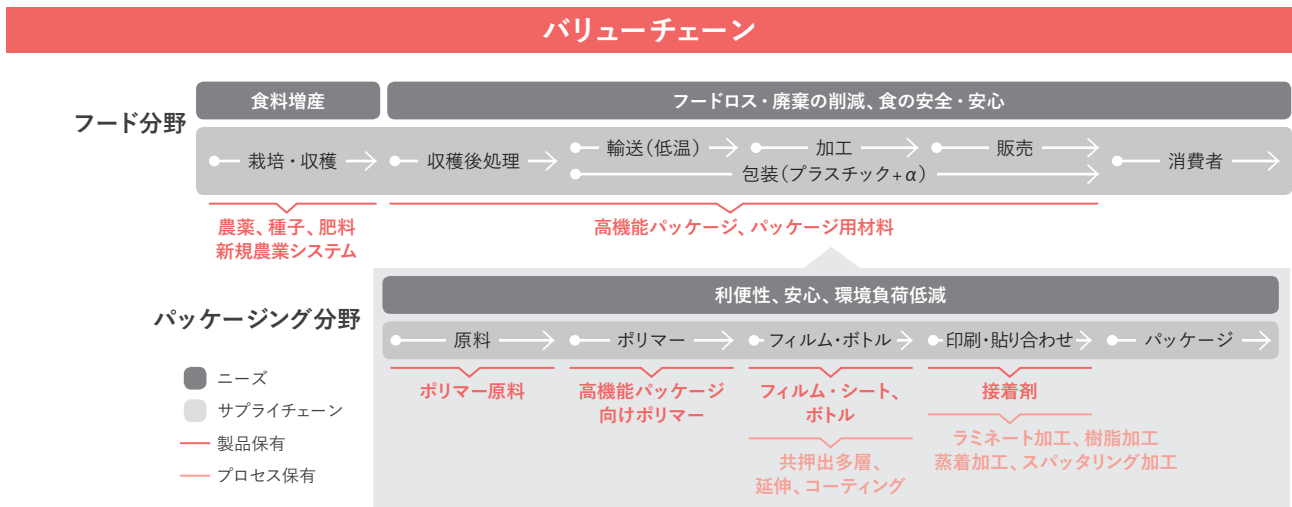 バリューチェーン
フード分野
食料増産
フードロス・廃棄の削減、食の安全・安心
栽培・収穫
収穫後処理
輸送(低温)
加工
販売
包装(プラスチック+α)
消費者
農薬、種子、肥料
新規農業システム
高機能パッケージ、パッケージ用材料
パッケージング分野
利便性、安心、環境負荷低減
原料
ポリマー
フィルム・ボトル
印刷・貼り合わせ
パッケージ
ポリマー原料
高機能パッケージ
向けポリマー
フィルム・シート、
ボトル
接着剤
共押出多層、
延伸、コーティング
ラミネート加工、樹脂加工
蒸着加工、スパッタリング加工
ニーズ
サプライチェーン
製品保有
プロセス保有